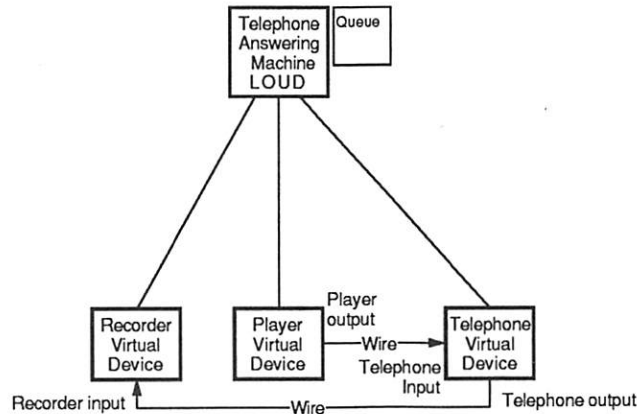 Telephone
Answering
Machine
LOUD
Queue
Recorder
Virtual
Device
Player
Virtual
Device
Player
output
Wire
Telephone
Input
Telephone
Virtual
Device
Recorder input
Wire
Telephone output